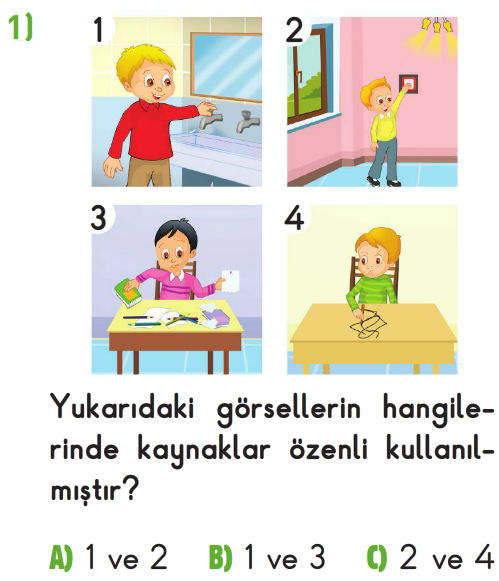 1)
1
2
3
4
Yukarıdaki görsellerin hangile-
rinde kaynaklar özenli kullanıl-
mıştır?
A) 1 ve 2 B) 1 ve 3 C) 2 ve 4